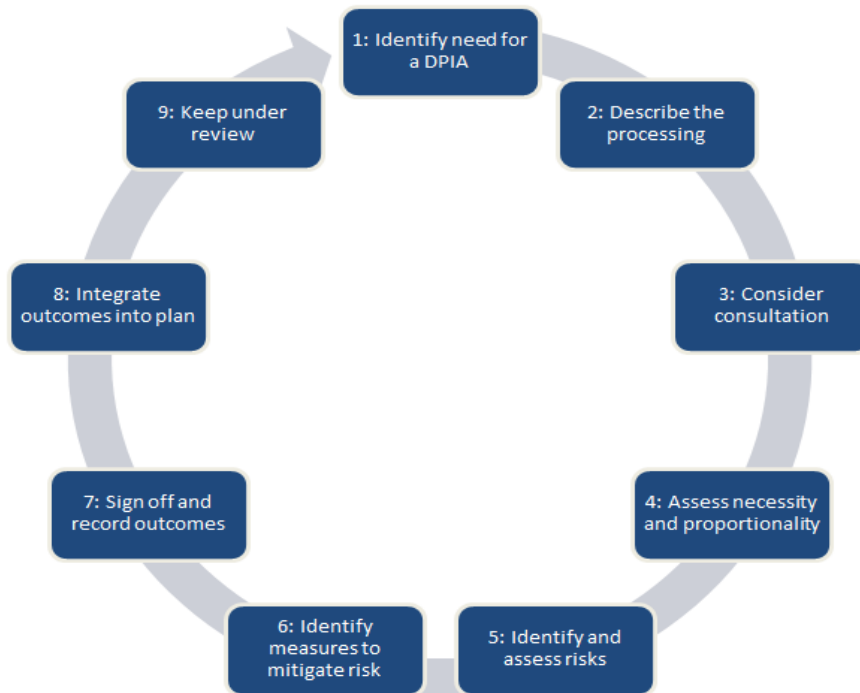 1: Identify need for
a DPIA
2: Describe the
processing
3: Consider
consultation
4: Assess necessity
and proportionality
5: Identify and
assess risks
6: Identify
measures to
mitigate risk
7: Sign off and
record outcomes
8: Integrate
outcomes into plan
9: Keep under
review